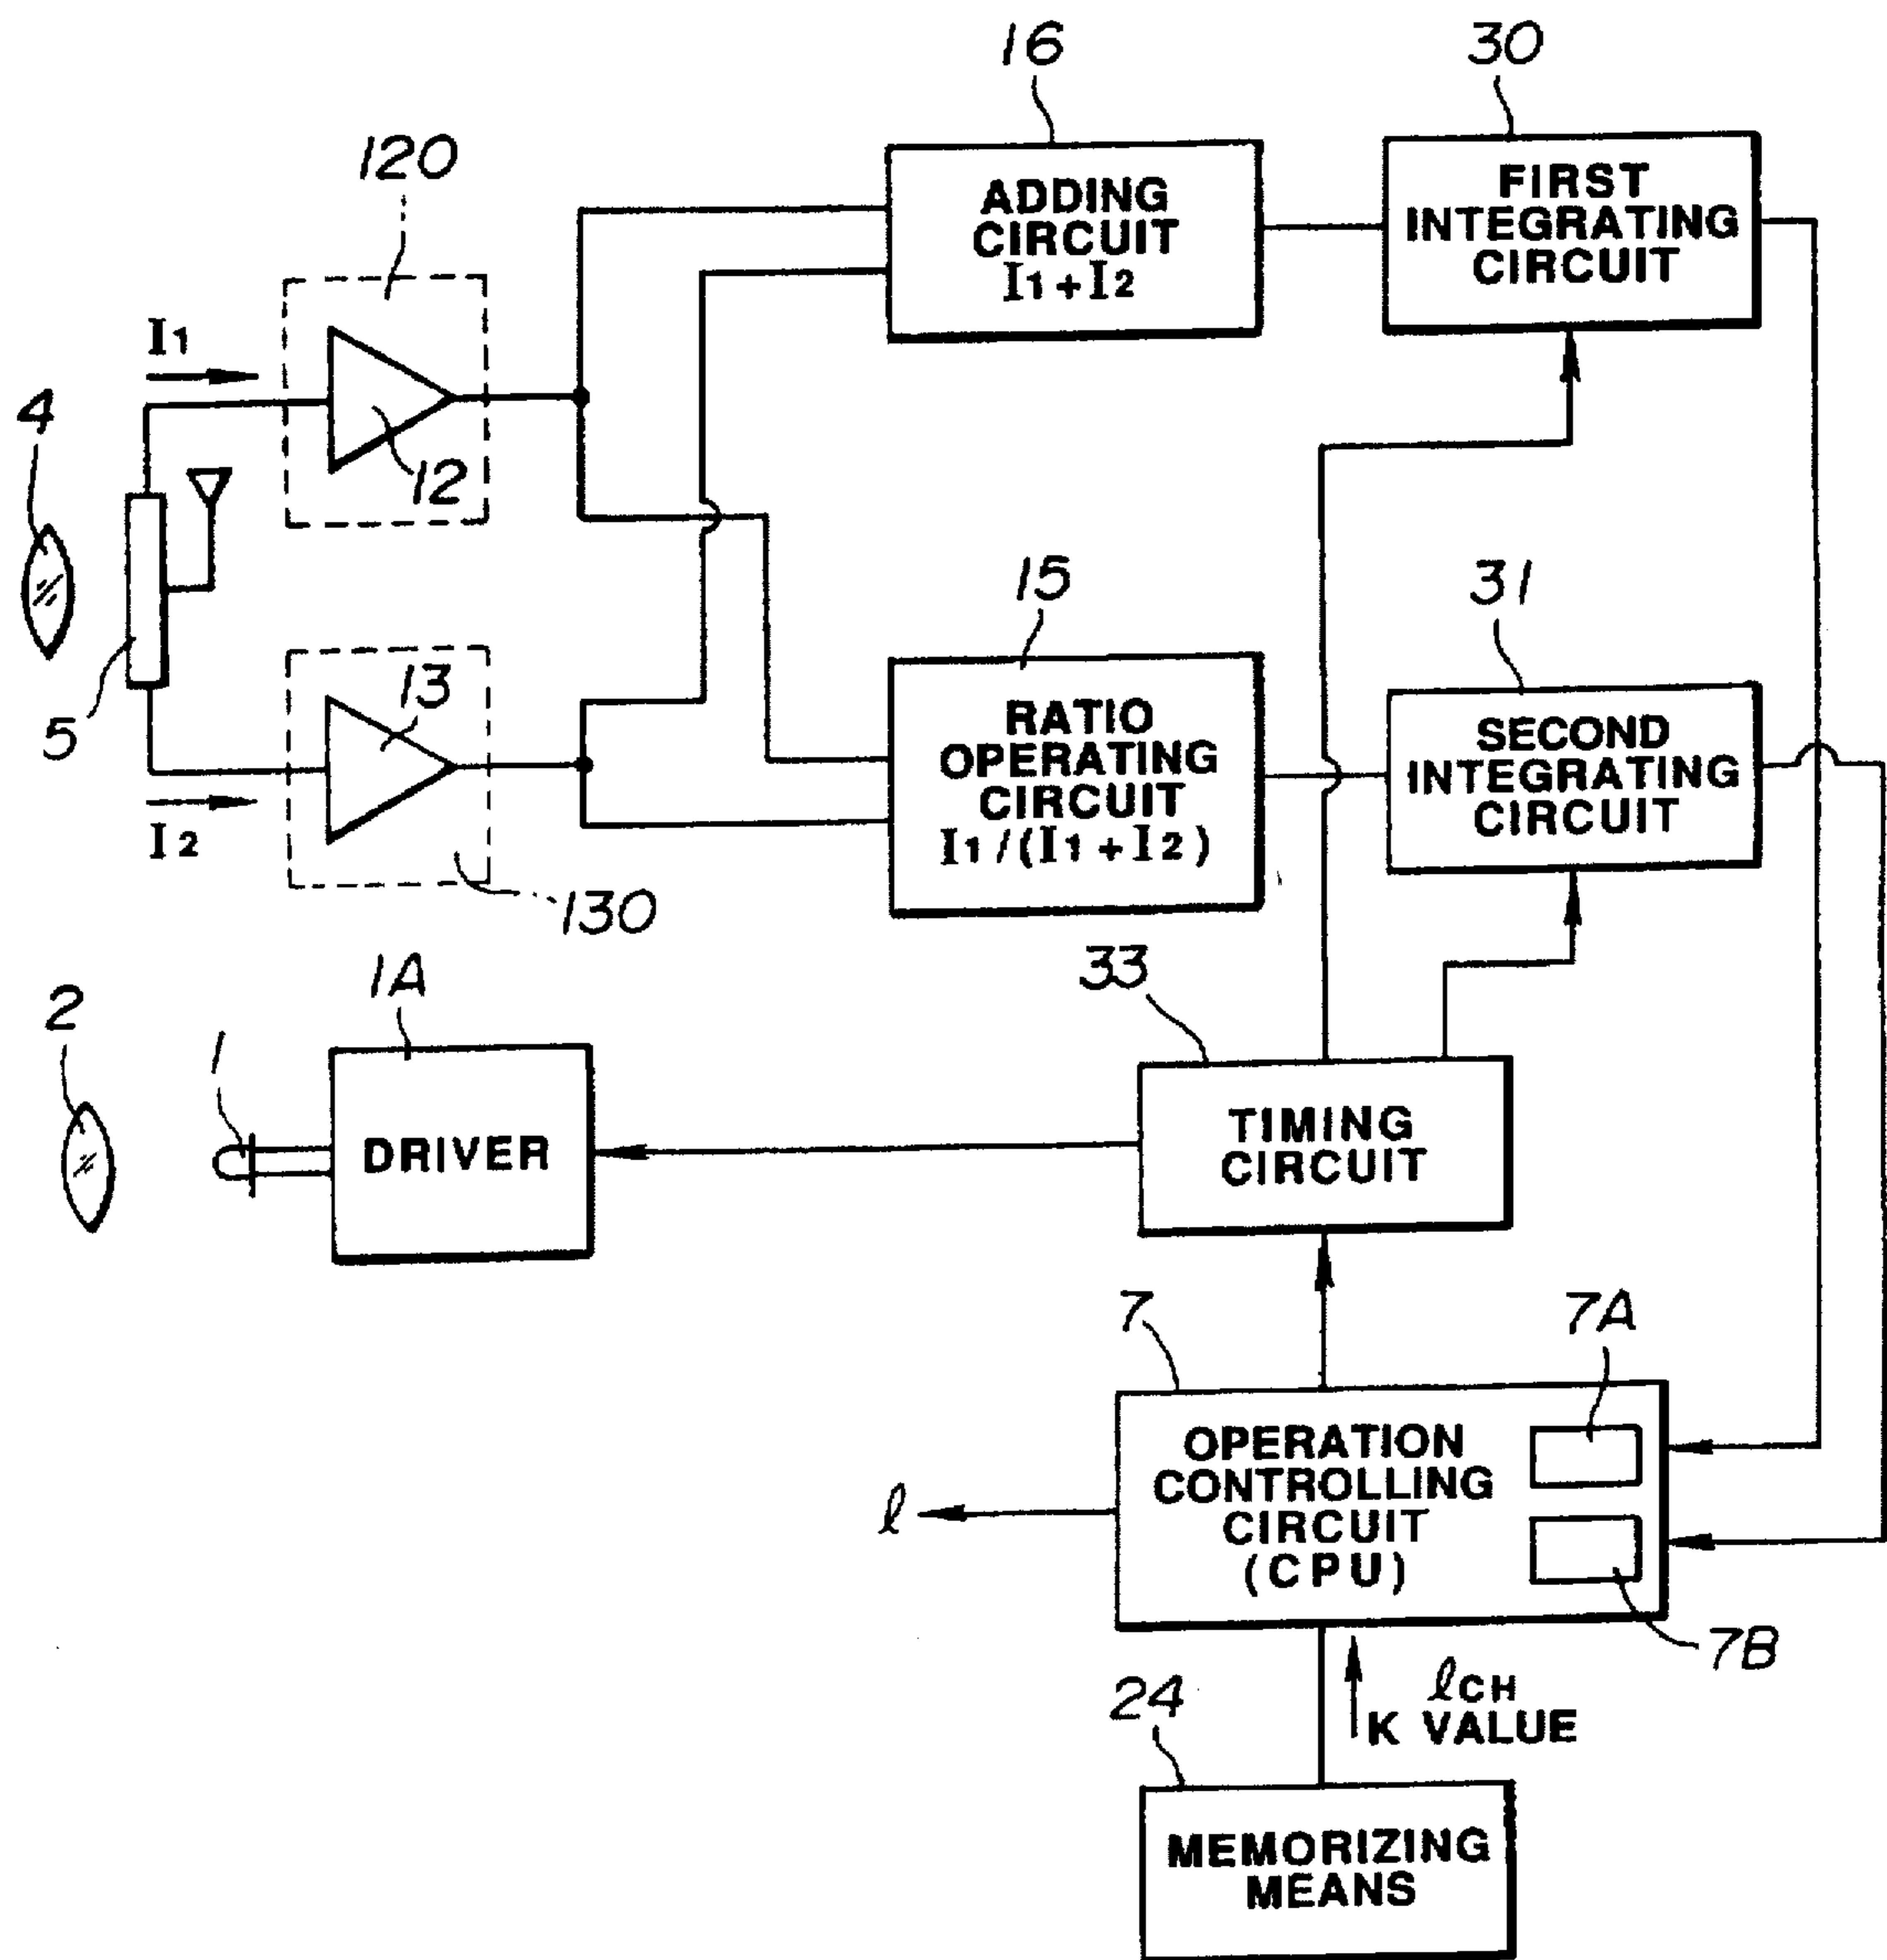 16
30
120
ADDING
CIRCUIT
I1+I2
FIRST
INTEGRATING
CIRCUIT
I1
4
12
15
31
5
13
RATIO
OPERATING
CIRCUIT
I1/(I1+I2)
SECOND
INTEGRATING
CIRCUIT
I2
130
33
1A
2
1
DRIVER
TIMING
CIRCUIT
7
7A
OPERATION
CONTROLLING
CIRCUIT
(CPU)
ℓ
7B
24
ℓCH
K VALUE
MEMORIZING
MEANS